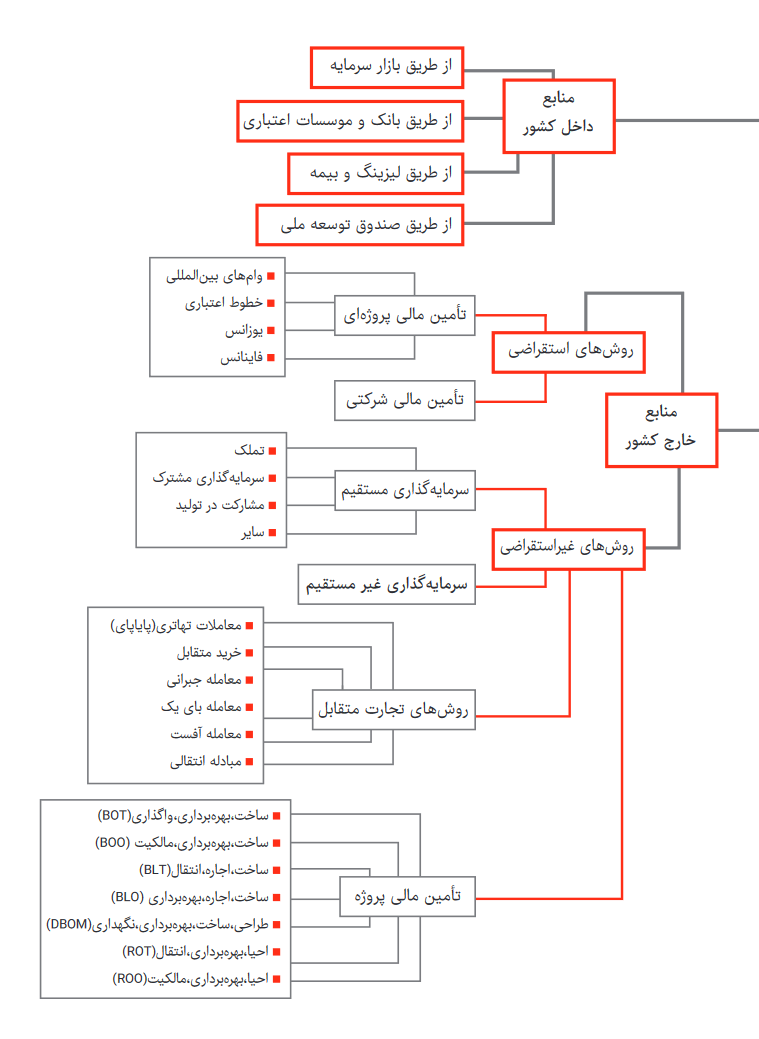 منابع
داخل کشور
از طریق بازار سرمایه
از طریق بانک و موسسات اعتباری
از طریق لیزینگ و بیمه
از طریق صندوق توسعه ملی
منابع
خارج کشور
روش‌های استقراضی
تأمین مالی پروژه‌ای
وام‌های بین‌المللی
خطوط اعتباری
یوزانس
فاینانس
تأمین مالی شرکتی
روش‌های غیراستقراضی
سرمایه‌گذاری مستقیم
تملک
سرمایه‌گذاری مشترک
مشارکت در تولید
سایر
سرمایه‌گذاری غیر مستقیم
روش‌های تجارت متقابل
معاملات تهاتری(پایاپای)
خرید متقابل
معامله جبرانی
معامله بای یک
معامله آفست
مبادله انتقالی
تأمین مالی پروژه
ساخت،بهره‌برداری،واگذاری(BOT)
ساخت،بهره‌برداری،مالکیت (BOO)
ساخت،اجاره،انتقال(BLT)
ساخت،اجاره،بهره‌برداری (BLO)
طراحی،ساخت،بهره‌برداری،نگهداری(DBOM)
احیا،بهره‌برداری،انتقال(ROT)
احیا،بهره‌برداری،مالکیت(ROO)